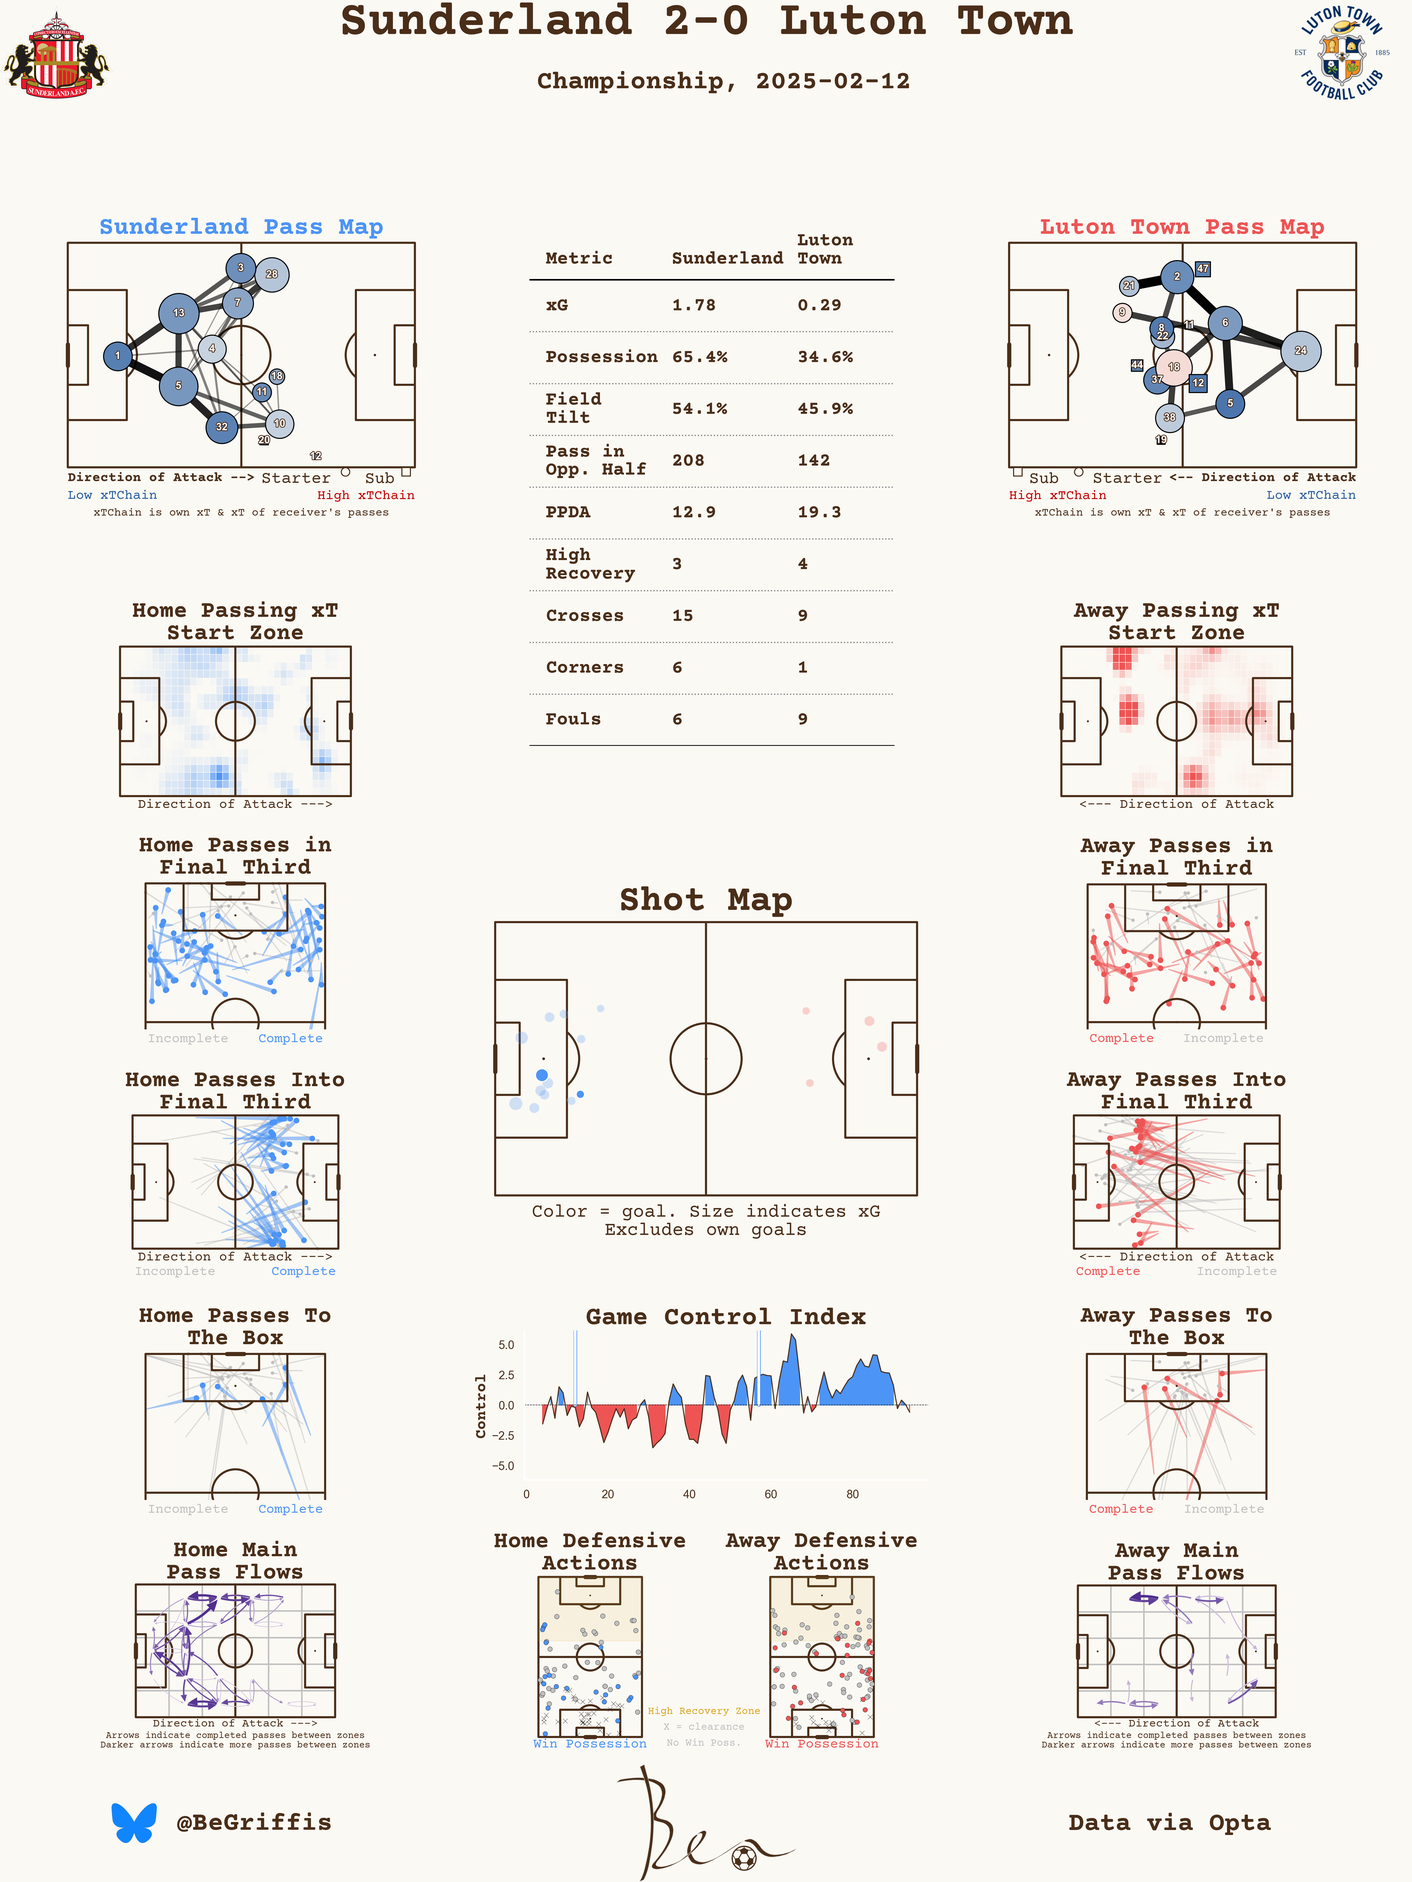 Sunderland 2-0 Luton Town
Championship, 2025-02-12
SUNDERLAND A.F.C.
LUTON TOWN
EST 1885
FOOTBALL CLUB
Sunderland Pass Map
3
28
7
13
4
1
5
18
11
10
32
20
12
Direction of Attack --> Starter Sub
Low xTChain High xTChain
xTChain is own xT & xT of receiver's passes
Metric Sunderland Luton Town
xG 1.78 0.29
Possession 65.4% 34.6%
Field Tilt 54.1% 45.9%
Pass in Opp. Half 208 142
PPDA 12.9 19.3
High Recovery 3 4
Crosses 15 9
Corners 6 1
Fouls 6 9
Luton Town Pass Map
47
2
21
9
6
11
8
22
24
44
18
37
12
5
38
19
Sub Starter <-- Direction of Attack
High xTChain Low xTChain
xTChain is own xT & xT of receiver's passes
Home Passing xT
Start Zone
Direction of Attack --->
Away Passing xT
Start Zone
<--- Direction of Attack
Home Passes in
Final Third
Incomplete Complete
Away Passes in
Final Third
Complete Incomplete
Shot Map
Color = goal. Size indicates xG
Excludes own goals
Home Passes Into
Final Third
Direction of Attack --->
Incomplete Complete
Away Passes Into
Final Third
<--- Direction of Attack
Complete Incomplete
Home Passes To
The Box
Incomplete Complete
Game Control Index
Control
5.0
2.5
0.0
−2.5
−5.0
0 20 40 60 80
Away Passes To
The Box
Complete Incomplete
Home Main
Pass Flows
Direction of Attack --->
Arrows indicate completed passes between zones
Darker arrows indicate more passes between zones
Home Defensive
Actions
Win Possession
Away Defensive
Actions
Win Possession
High Recovery Zone
X = clearance
No Win Poss.
Away Main
Pass Flows
<--- Direction of Attack
Arrows indicate completed passes between zones
Darker arrows indicate more passes between zones
@BeGriffis
Ben
Data via Opta